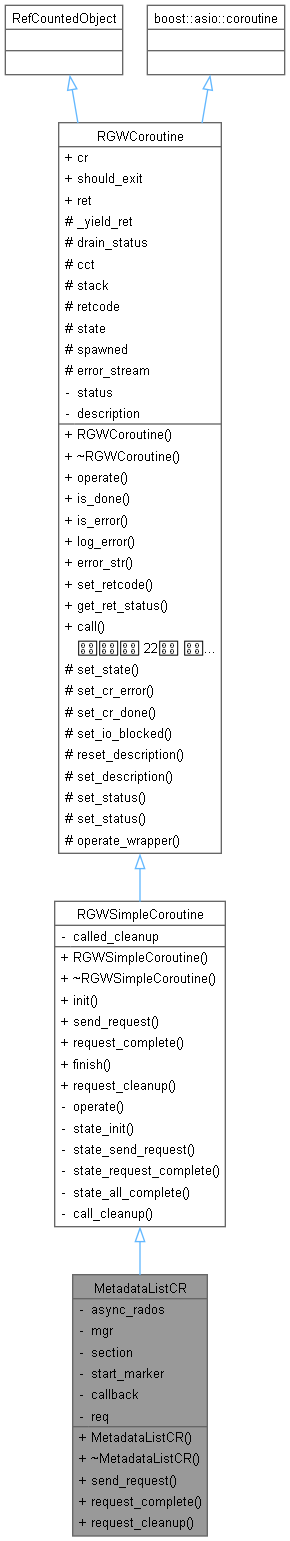 RefCountedObject
boost::asio::coroutine
RGWCoroutine
+ cr
+ should_exit
+ ret
# _yield_ret
# drain_status
# cct
# stack
# retcode
# state
# spawned
# error_stream
- status
- description
+ RGWCoroutine()
+ ~RGWCoroutine()
+ operate()
+ is_done()
+ is_error()
+ log_error()
+ error_str()
+ set_retcode()
+ get_ret_status()
+ call()
22 ...
# set_state()
# set_cr_error()
# set_cr_done()
# set_io_blocked()
# reset_description()
# set_description()
# set_status()
# set_status()
# operate_wrapper()
RGWSimpleCoroutine
- called_cleanup
+ RGWSimpleCoroutine()
+ ~RGWSimpleCoroutine()
+ init()
+ send_request()
+ request_complete()
+ finish()
+ request_cleanup()
- operate()
- state_init()
- state_send_request()
- state_request_complete()
- state_all_complete()
- call_cleanup()
MetadataListCR
- async_rados
- mgr
- section
- start_marker
- callback
- req
+ MetadataListCR()
+ ~MetadataListCR()
+ send_request()
+ request_complete()
+ request_cleanup()